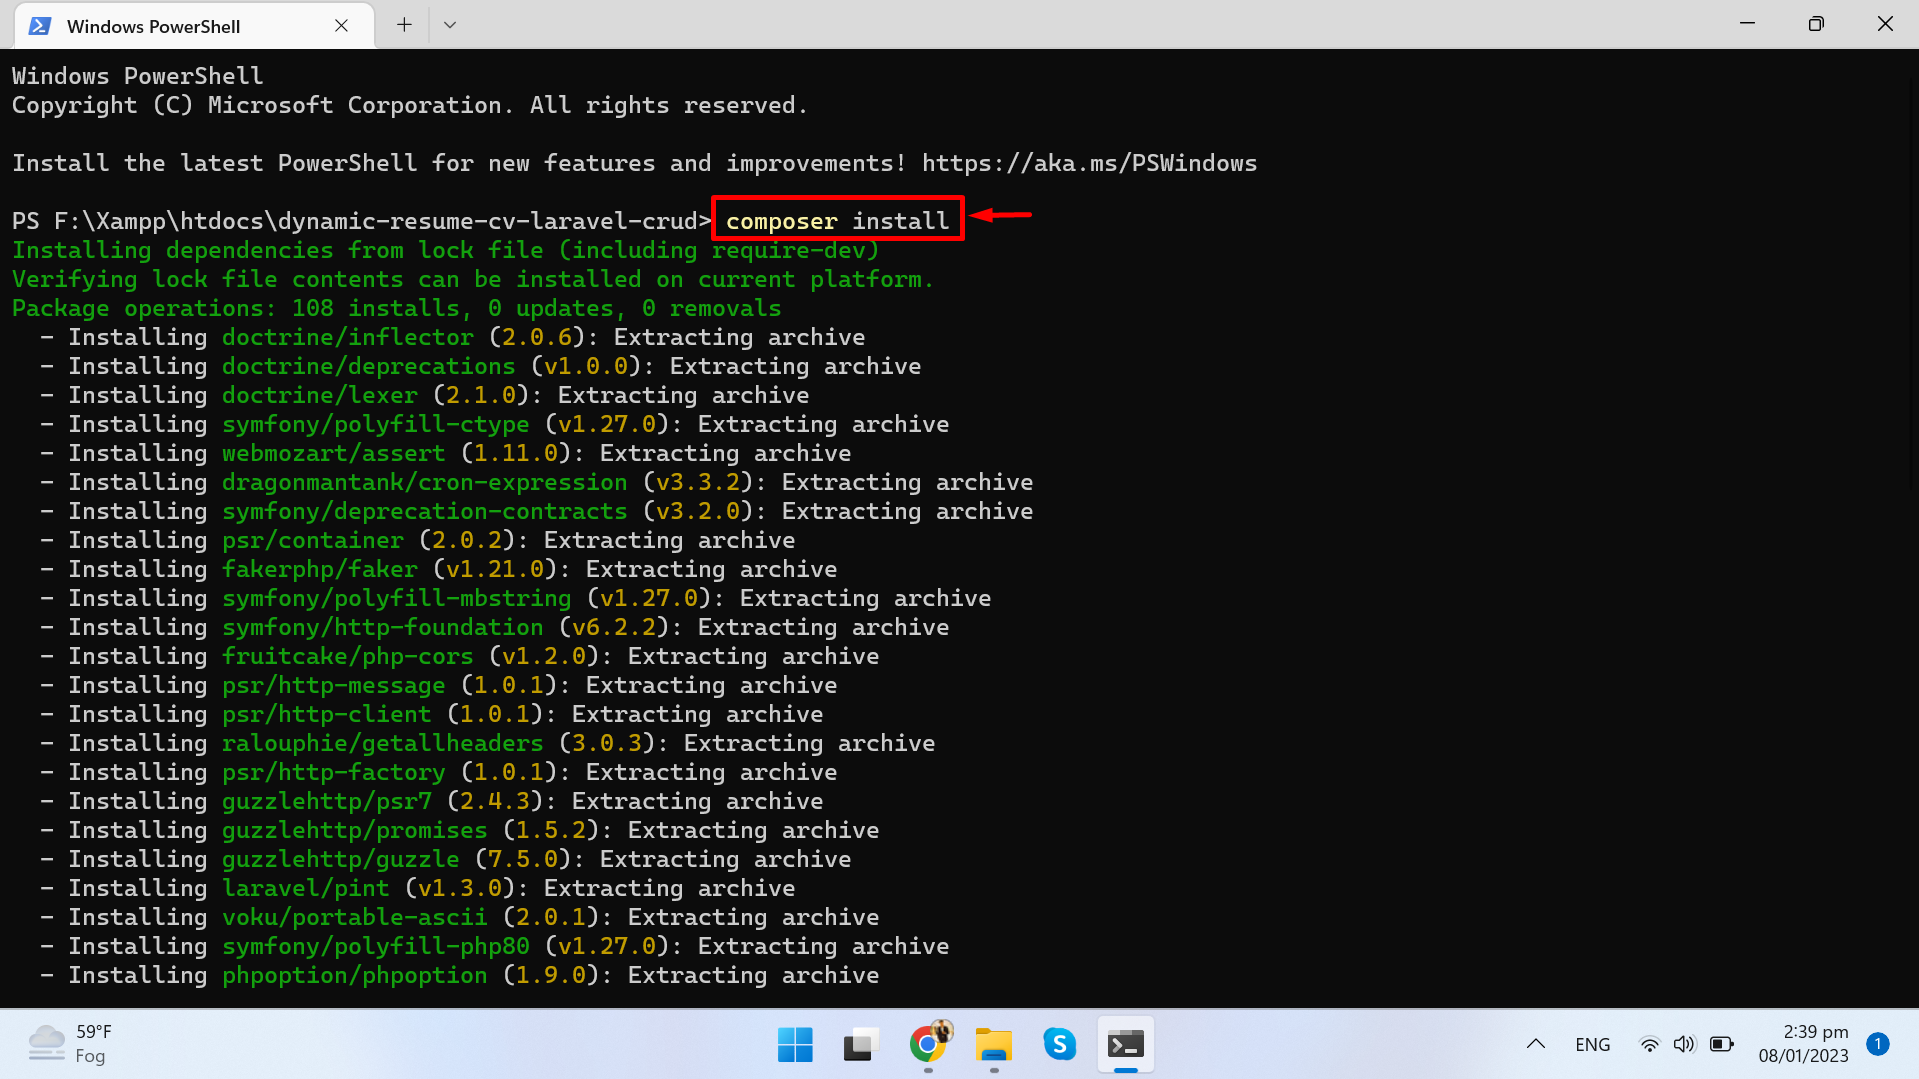 Windows PowerShell
Windows PowerShell
Copyright (C) Microsoft Corporation. All rights reserved.
Install the latest PowerShell for new features and improvements! https://aka.ms/PSWindows
PS F:\Xampp\htdocs\dynamic-resume-cv-laravel-crud> composer install
Installing dependencies from lock file (including require-dev)
Verifying lock file contents can be installed on current platform.
Package operations: 108 installs, 0 updates, 0 removals
- Installing doctrine/inflector (2.0.6): Extracting archive
- Installing doctrine/deprecations (v1.0.0): Extracting archive
- Installing doctrine/lexer (2.1.0): Extracting archive
- Installing symfony/polyfill-ctype (v1.27.0): Extracting archive
- Installing webmozart/assert (1.11.0): Extracting archive
- Installing dragonmantank/cron-expression (v3.3.2): Extracting archive
- Installing symfony/deprecation-contracts (v3.2.0): Extracting archive
- Installing psr/container (2.0.2): Extracting archive
- Installing fakerphp/faker (v1.21.0): Extracting archive
- Installing symfony/polyfill-mbstring (v1.27.0): Extracting archive
- Installing symfony/http-foundation (v6.2.2): Extracting archive
- Installing fruitcake/php-cors (v1.2.0): Extracting archive
- Installing psr/http-message (1.0.1): Extracting archive
- Installing psr/http-client (1.0.1): Extracting archive
- Installing ralouphie/getallheaders (3.0.3): Extracting archive
- Installing psr/http-factory (1.0.1): Extracting archive
- Installing guzzlehttp/psr7 (2.4.3): Extracting archive
- Installing guzzlehttp/promises (1.5.2): Extracting archive
- Installing guzzlehttp/guzzle (7.5.0): Extracting archive
- Installing laravel/pint (v1.3.0): Extracting archive
- Installing voku/portable-ascii (2.0.1): Extracting archive
- Installing symfony/polyfill-php80 (v1.27.0): Extracting archive
- Installing phpoption/phpoption (1.9.0): Extracting archive
59°F
Fog
S
ENG
2:39 pm
08/01/2023
1